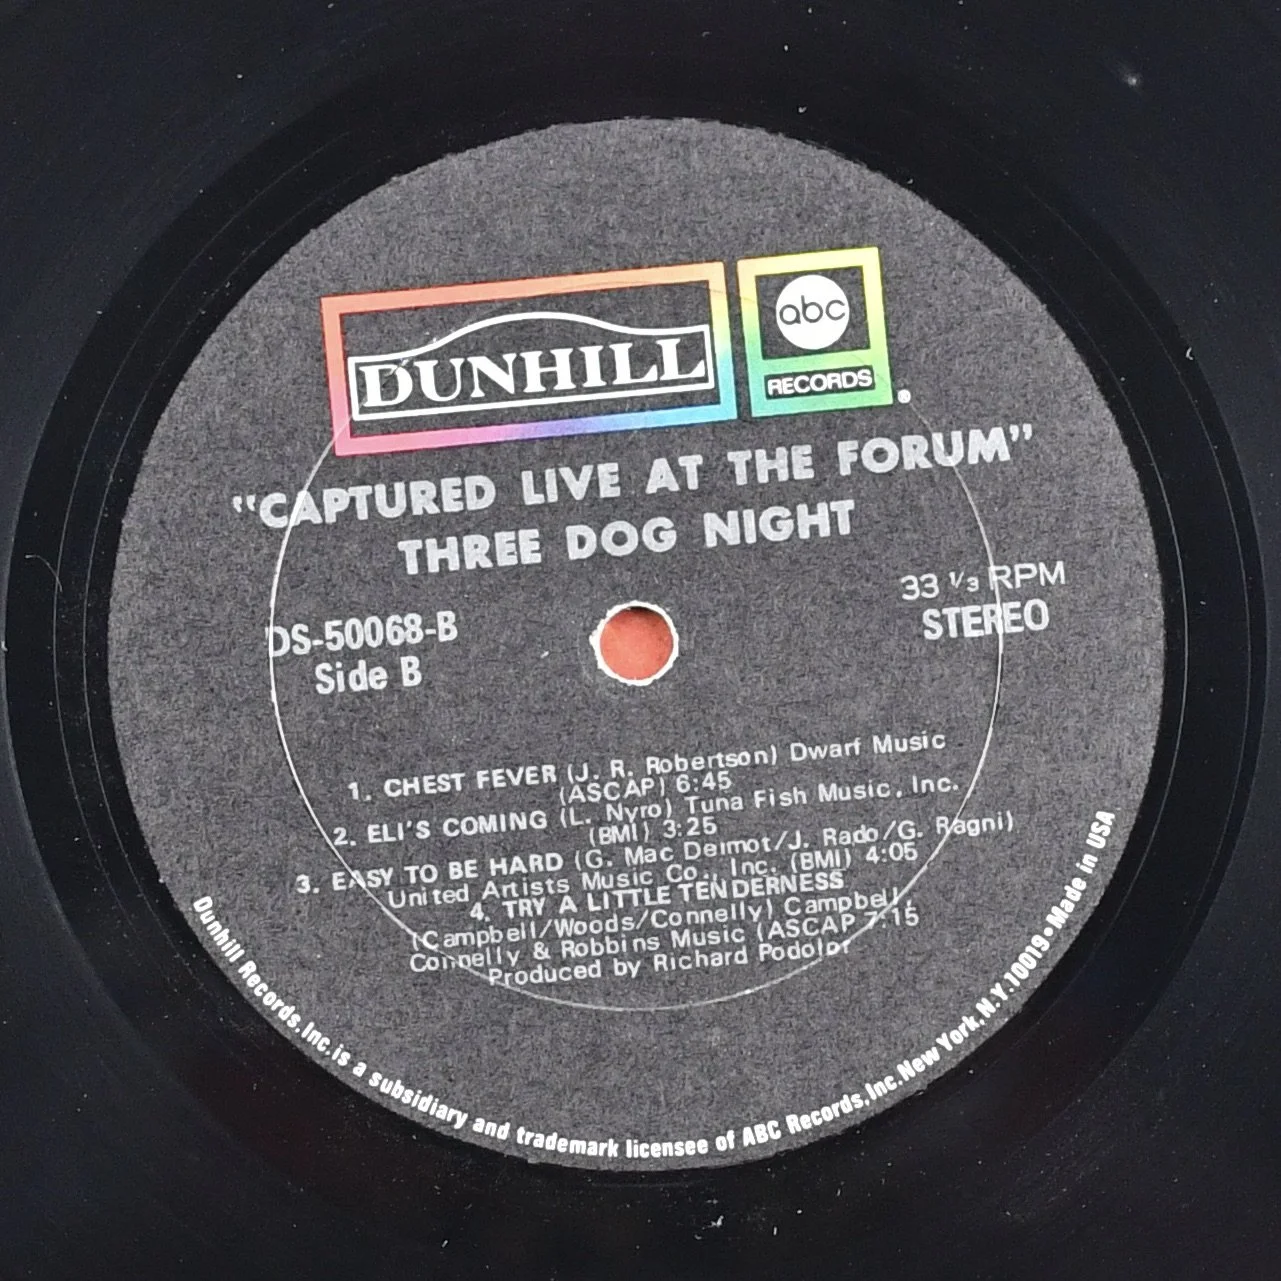 DUNHILL
abc
RECORDS
®
"CAPTURED LIVE AT THE FORUM"
THREE DOG NIGHT
DS-50068-B
Side B
33 1/3 RPM
STEREO
1. CHEST FEVER (J. R. Robertson) Dwarf Music
(ASCAP) 6:45
2. ELI'S COMING (L. Nyro) Tuna Fish Music, Inc.
(BMI) 3:25
3. EASY TO BE HARD (G. Mac Deimot/J. Rado/G. Ragni)
United Artists Music Co., Inc. (BMI) 4:05
4. TRY A LITTLE TENDERNESS
(Campbell/Woods/Connelly) Campbell,
Connelly & Robbins Music (ASCAP 7:15
Produced by Richard Podolor
Dunhill Records, Inc. is a subsidiary and trademark licensee of ABC Records, Inc. New York, N.Y. 10019 • Made in USA